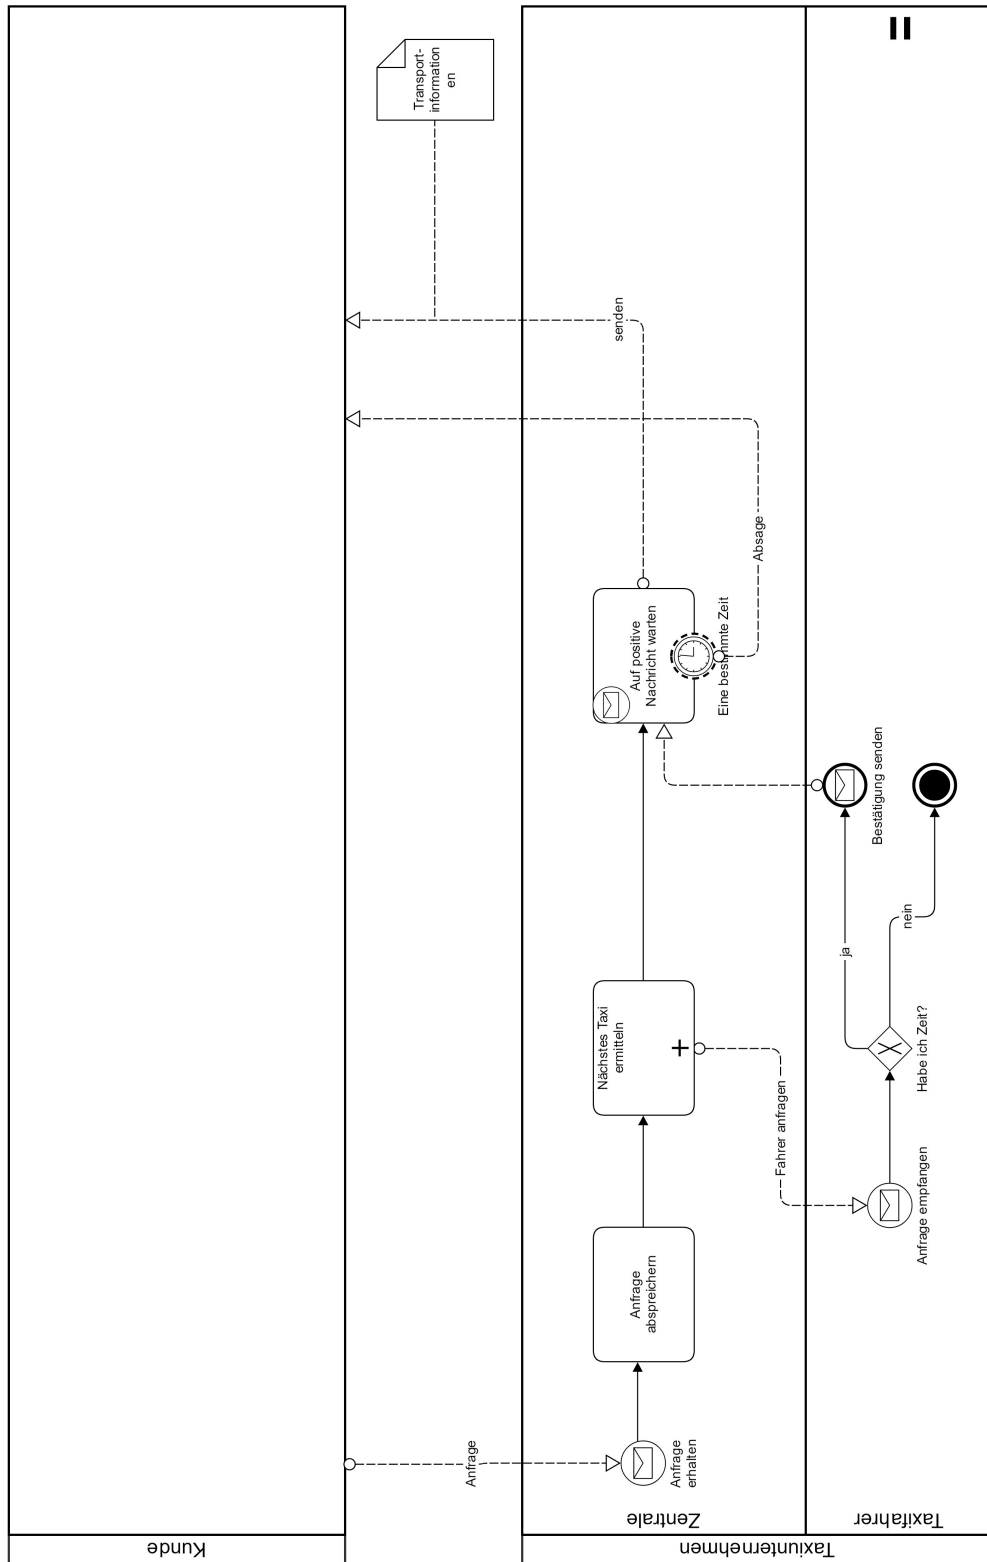 Kunde
Transport-
information
en
Anfrage
senden
Absage
Taxiunternehmen
Zentrale
Anfrage
erhalten
Anfrage
abspreichern
Nächstes Taxi
ermitteln
Auf positive
Nachricht warten
Eine bestimmte Zeit
Fahrer anfragen
Taxifahrer
Anfrage empfangen
Habe ich Zeit?
ja
nein
Bestätigung senden